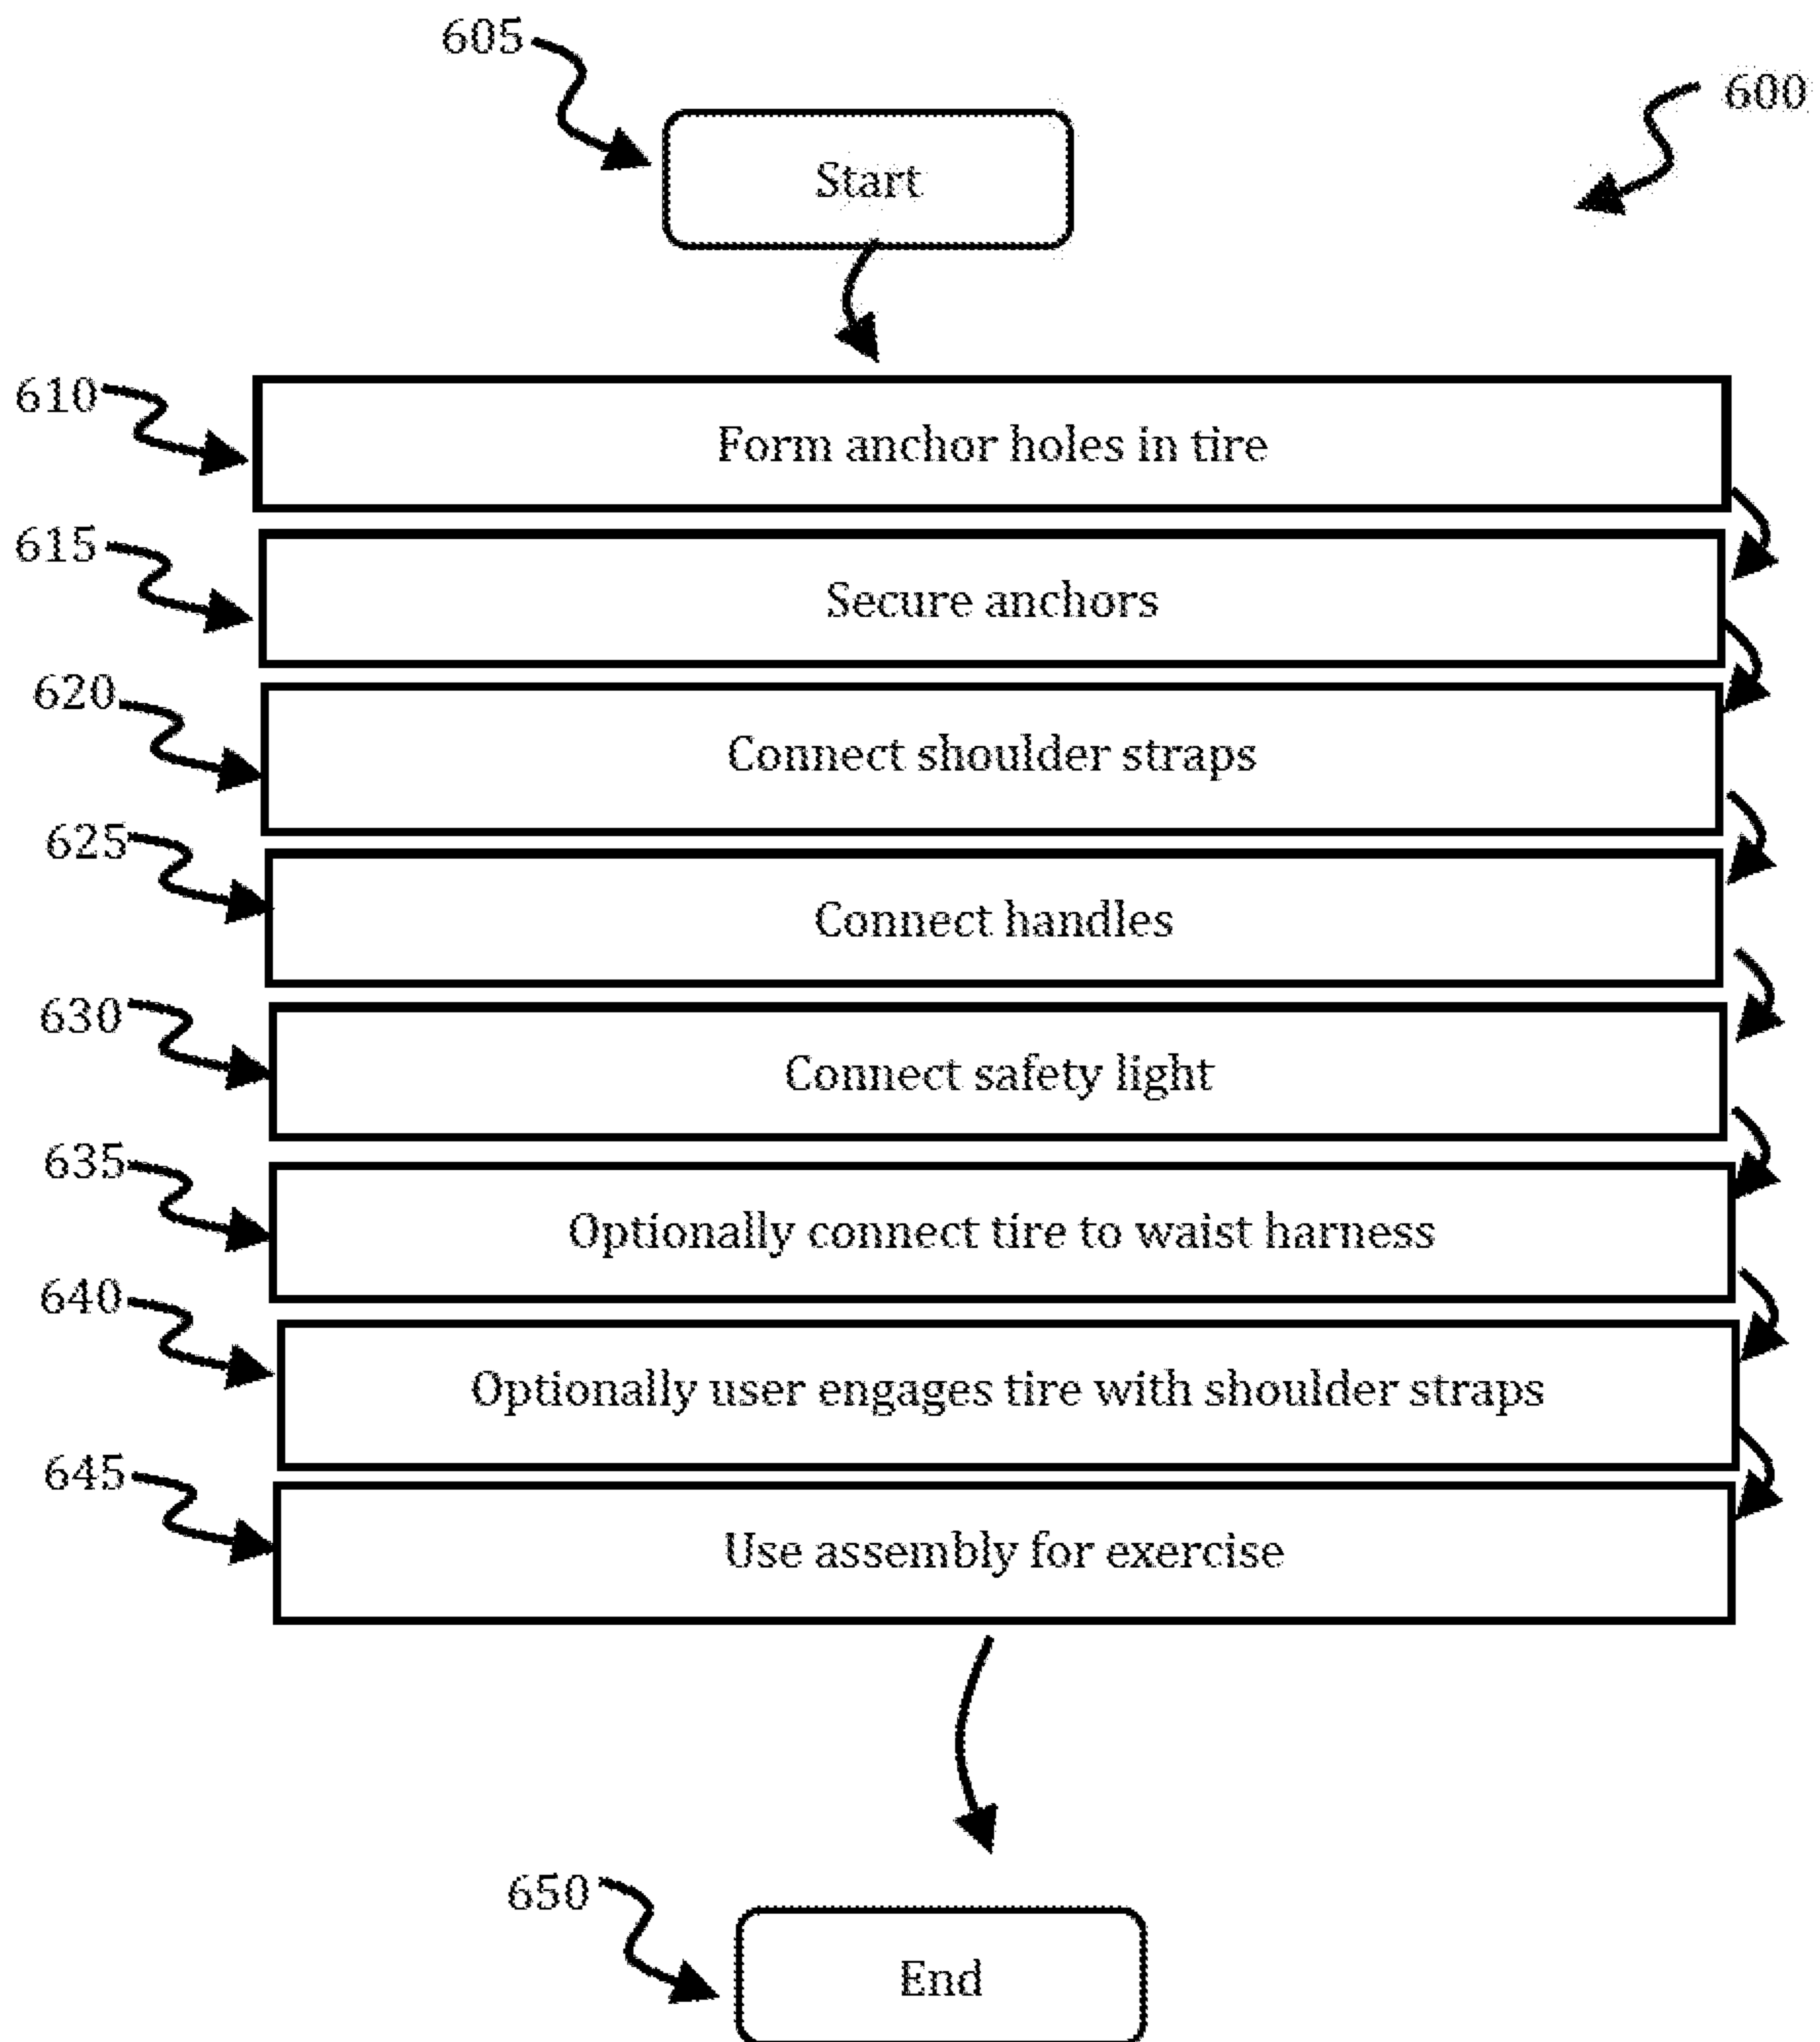 605
600
Start
610
Form anchor holes in tire
615
Secure anchors
620
Connect shoulder straps
625
Connect handles
630
Connect safety light
635
Optionally connect tire to waist harness
640
Optionally user engages tire with shoulder straps
645
Use assembly for exercise
650
End